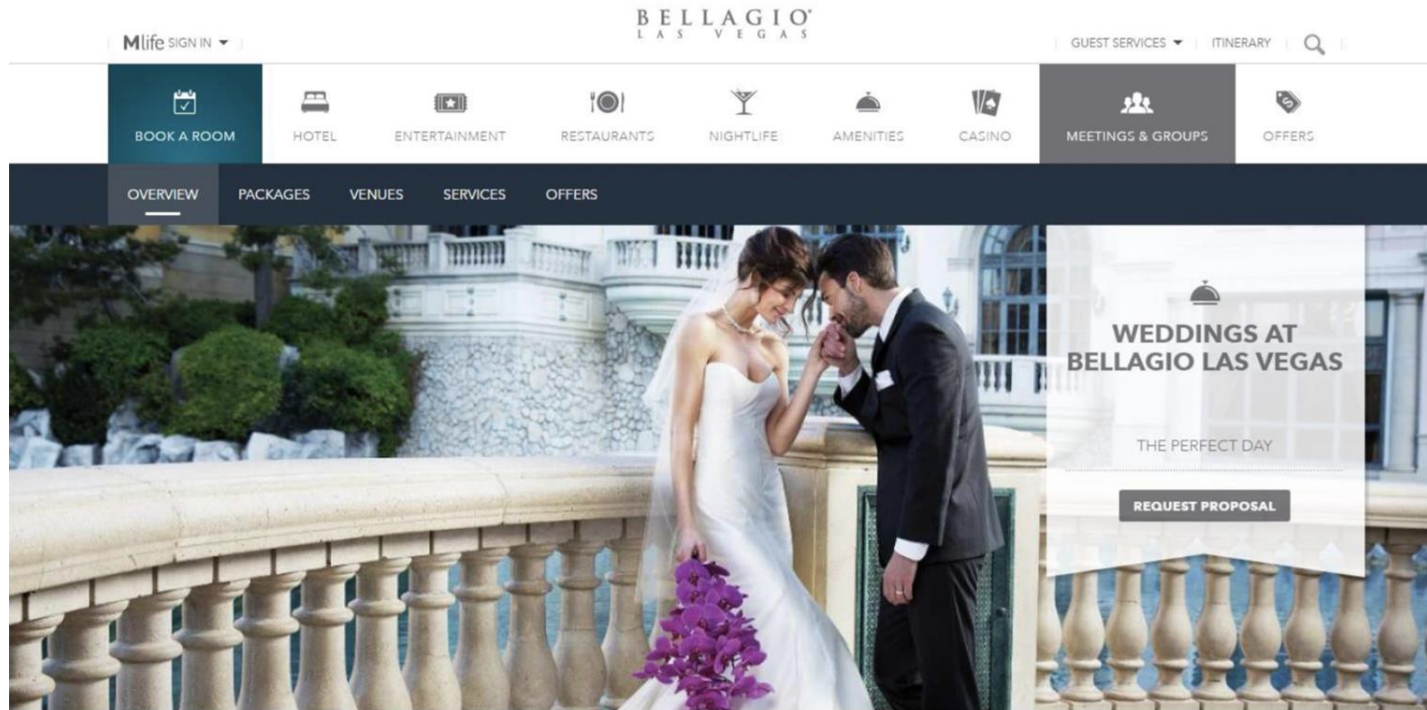 BELLAGIO®
LAS VEGAS
Mlife SIGN IN
GUEST SERVICES
ITINERARY
BOOK A ROOM
HOTEL
ENTERTAINMENT
RESTAURANTS
NIGHTLIFE
AMENITIES
CASINO
MEETINGS & GROUPS
OFFERS
OVERVIEW
PACKAGES
VENUES
SERVICES
OFFERS
WEDDINGS AT
BELLAGIO LAS VEGAS
THE PERFECT DAY
REQUEST PROPOSAL